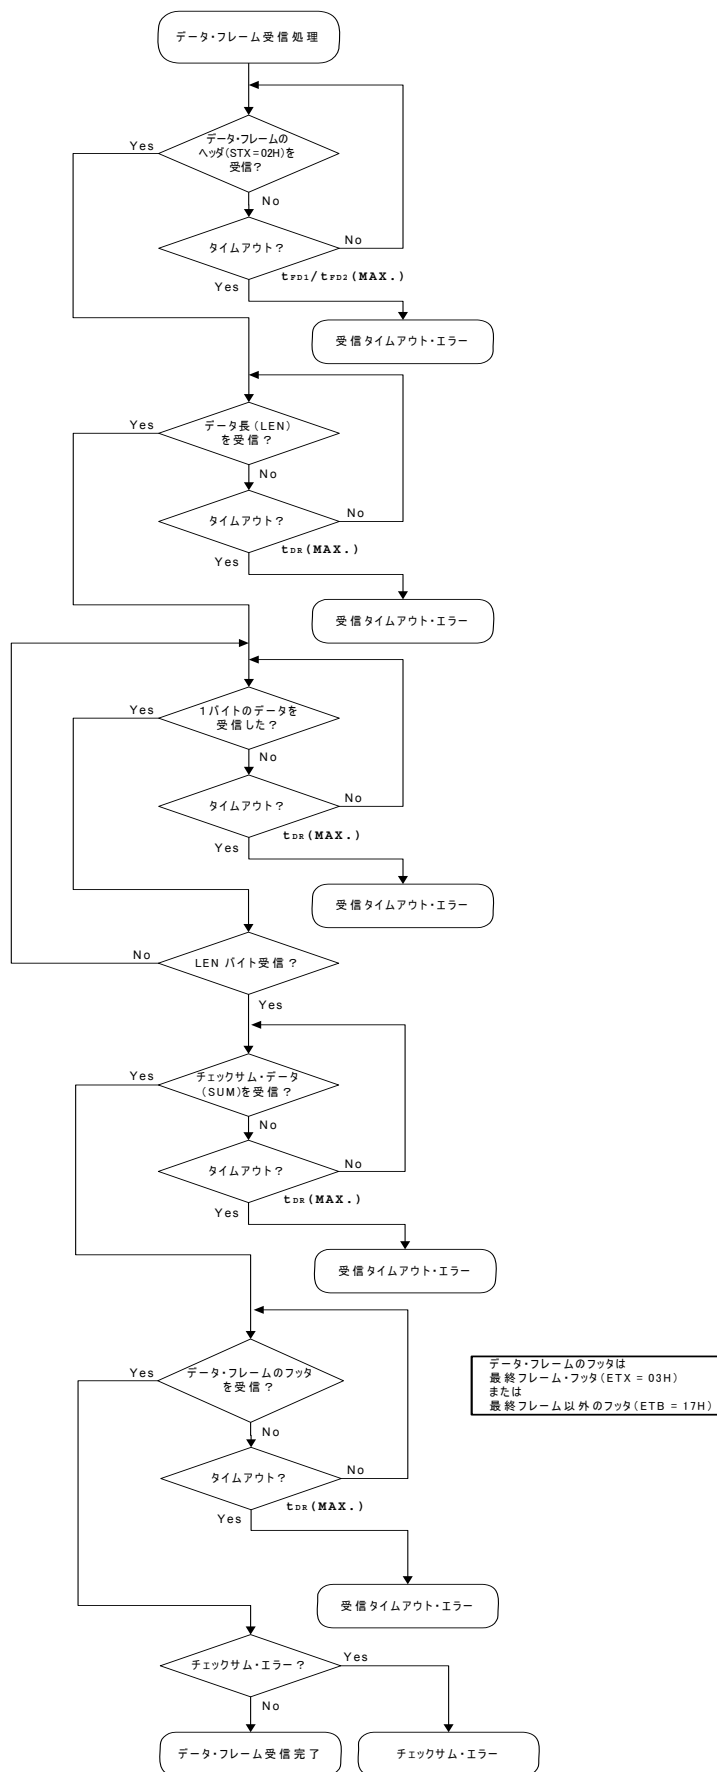 データ・フレーム受信処理
データ・フレームの
ヘッダ(STX=02H)を
受信?
Yes
No
タイムアウト?
No
tFD1/tFD2(MAX.)
Yes
受信タイムアウト・エラー
データ長(LEN)
を受信?
Yes
No
タイムアウト?
No
tDR(MAX.)
Yes
受信タイムアウト・エラー
1バイトのデータを
受信した?
Yes
No
タイムアウト?
No
tDR(MAX.)
Yes
受信タイムアウト・エラー
LEN バイト受信?
No
Yes
チェックサム・データ
(SUM)を受信?
Yes
No
タイムアウト?
No
tDR(MAX.)
Yes
受信タイムアウト・エラー
データ・フレームのフッタ
を受信?
Yes
No
データ・フレームのフッタは
最終フレーム・フッタ(ETX = 03H)
または
最終フレーム以外のフッタ(ETB = 17H)
タイムアウト?
No
tDR(MAX.)
Yes
受信タイムアウト・エラー
チェックサム・エラー?
Yes
No
データ・フレーム受信完了
チェックサム・エラー